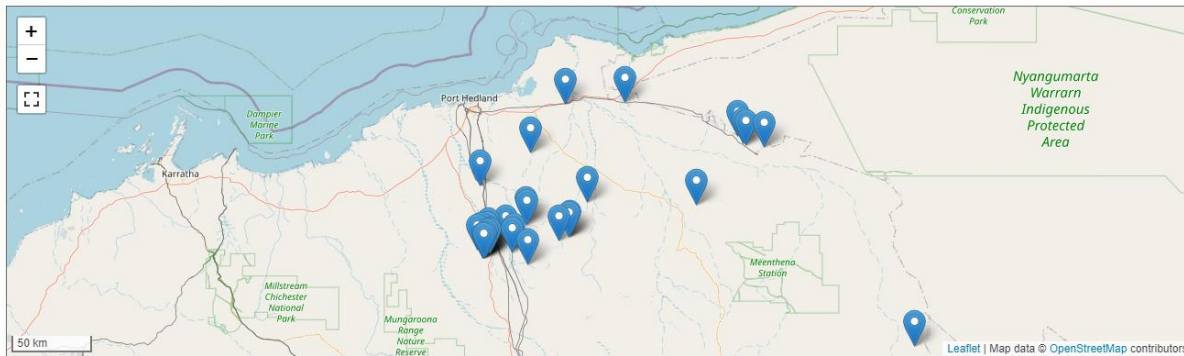 +
−
Conservation
Park
Nyangumarta
Warrarn
Indigenous
Protected
Area
Port Hedland
Dampier
Marine
Park
Karratha
Meenthena
Station
Millstream
Chichester
National
Park
Mungaroona
Range
Nature
Reserve
50 km
Leaflet | Map data © OpenStreetMap contributors